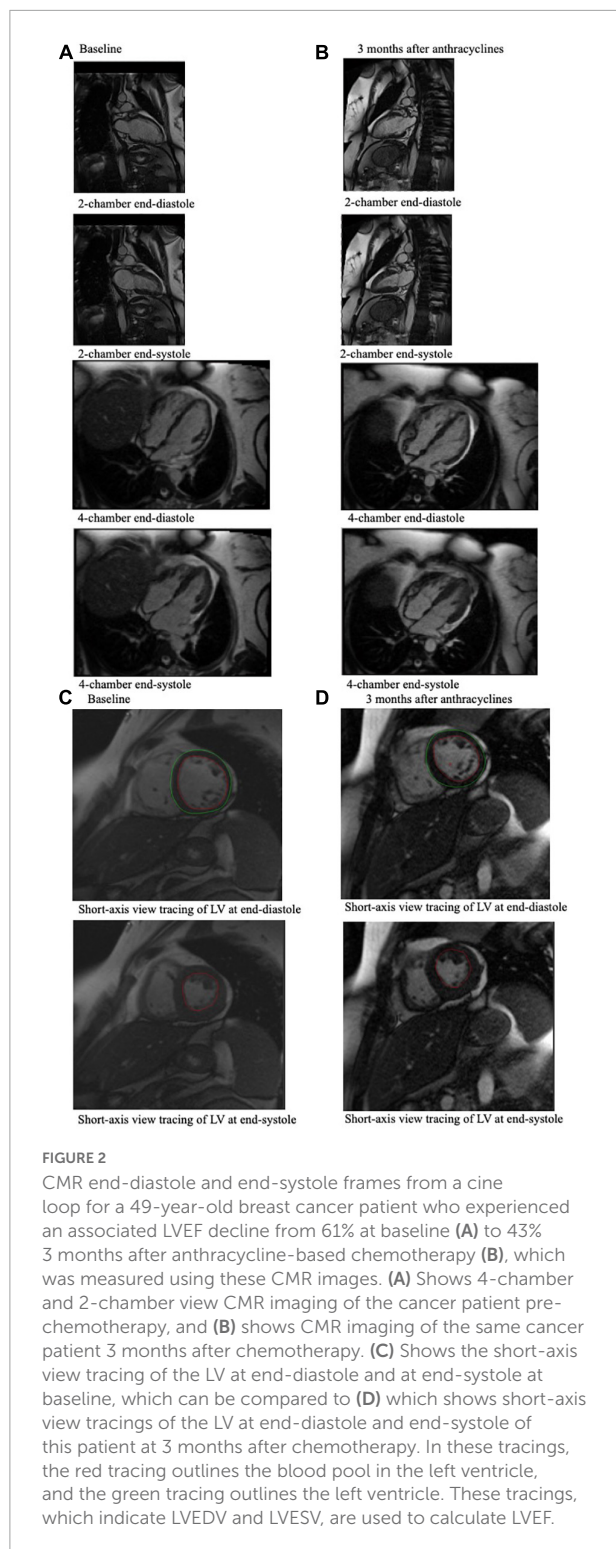 A Baseline
B 3 months after anthracyclines
2-chamber end-diastole
2-chamber end-diastole
2-chamber end-systole
2-chamber end-systole
4-chamber end-diastole
4-chamber end-diastole
4-chamber end-systole
4-chamber end-systole
C Baseline
D 3 months after anthracyclines
Short-axis view tracing of LV at end-diastole
Short-axis view tracing of LV at end-diastole
Short-axis view tracing of LV at end-systole
Short-axis view tracing of LV at end-systole
FIGURE 2
CMR end-diastole and end-systole frames from a cine
loop for a 49-year-old breast cancer patient who experienced
an associated LVEF decline from 61% at baseline (A) to 43%
3 months after anthracycline-based chemotherapy (B), which
was measured using these CMR images. (A) Shows 4-chamber
and 2-chamber view CMR imaging of the cancer patient pre-
chemotherapy, and (B) shows CMR imaging of the same cancer
patient 3 months after chemotherapy. (C) Shows the short-axis
view tracing of the LV at end-diastole and at end-systole at
baseline, which can be compared to (D) which shows short-axis
view tracings of the LV at end-diastole and end-systole of
this patient at 3 months after chemotherapy. In these tracings,
the red tracing outlines the blood pool in the left ventricle,
and the green tracing outlines the left ventricle. These tracings,
which indicate LVEDV and LVESV, are used to calculate LVEF.